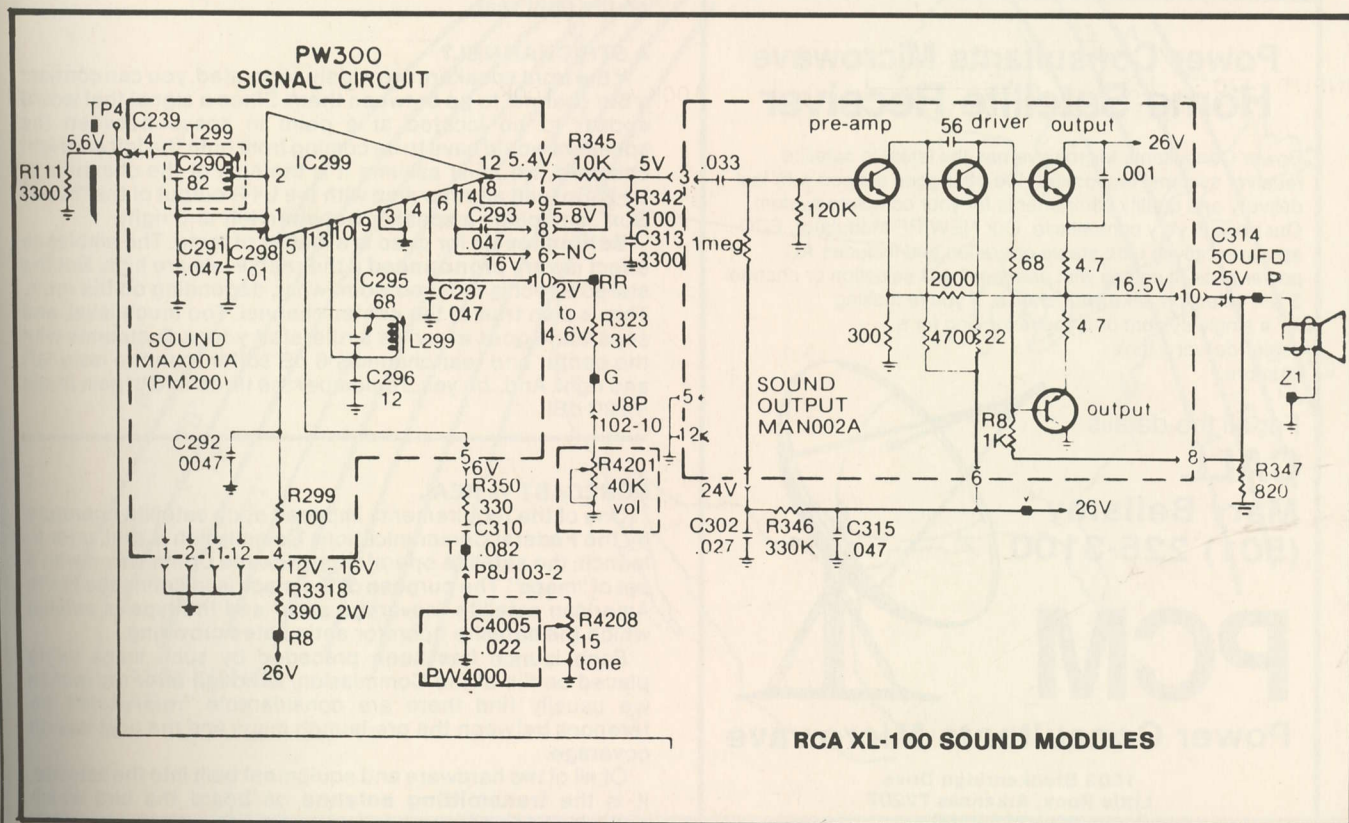 PW300
SIGNAL CIRCUIT
TP4
C239
5.6V
4
T299
C290
82
R111
3300
IC299
2
1
5
13
10
9
3
4
6
14
8
12
5.4V
7
9
5.8V
8
6
NC
16V
10
C291
.047
C298
.01
C293
.047
C295
68
L299
C297
.047
C296
12
SOUND
MAA001A
(PM200)
C292
0047
R299
100
1 2 11 12 4
12V - 16V
R3318
390 2W
R8
26V
R345
10K
5V
3
R342
100
C313
3300
RR
2V
to
4.6V
R323
3K
G
J8P
102-10
R4201
40K
vol
5
6V
R350
330
C310
.082
T
P8J103-2
C4005
.022
PW4000
R4208
15
tone
pre-amp
56
driver
output
26V
.033
120K
1meg
.001
68
4.7
2000
16.5V
10
C314
50UFD
25V
P
300
4700
22
4.7
SOUND
OUTPUT
MAN002A
5
12
R8
1K
output
8
Z1
R347
820
24V
6
26V
C302
.027
R346
330K
C315
.047
RCA XL-100 SOUND MODULES